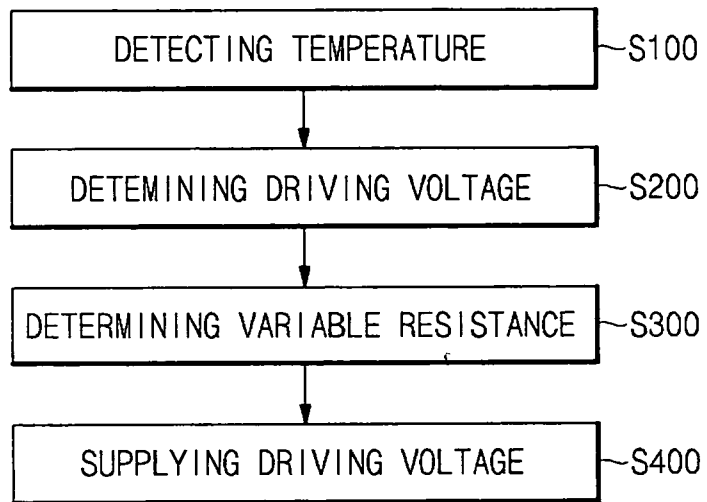 DETECTING TEMPERATURE ~S100
DETEMINING DRIVING VOLTAGE ~S200
DETERMINING VARIABLE RESISTANCE ~S300
SUPPLYING DRIVING VOLTAGE ~S400